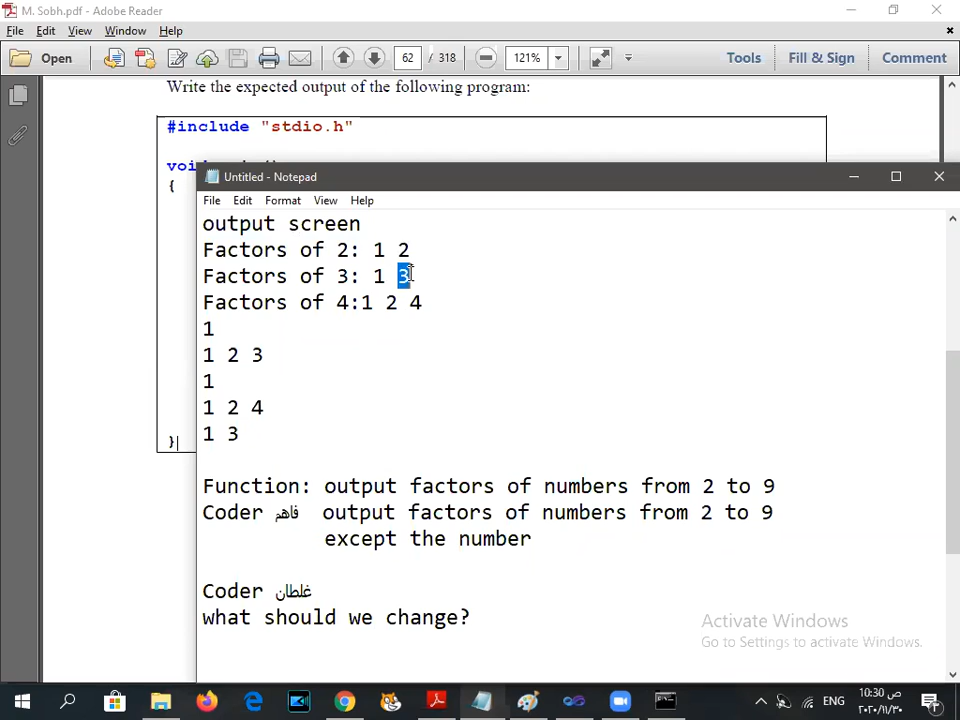 M. Sobh.pdf - Adobe Reader
File Edit View Window Help
Open 62 / 318 121% Tools Fill & Sign Comment
Write the expected output of the following program:
#include "stdio.h"
{
Untitled - Notepad
File Edit Format View Help
output screen
Factors of 2: 1 2
Factors of 3: 1 3
Factors of 4:1 2 4
1
1 2 3
1
1 2 4
1 3
}
Function: output factors of numbers from 2 to 9
Coder فاهم output factors of numbers from 2 to 9
except the number
Coder غلطان
what should we change?
Activate Windows
Go to Settings to activate Windows.
ENG
10:30 ص
٢٠٢٠/١١/٣٠